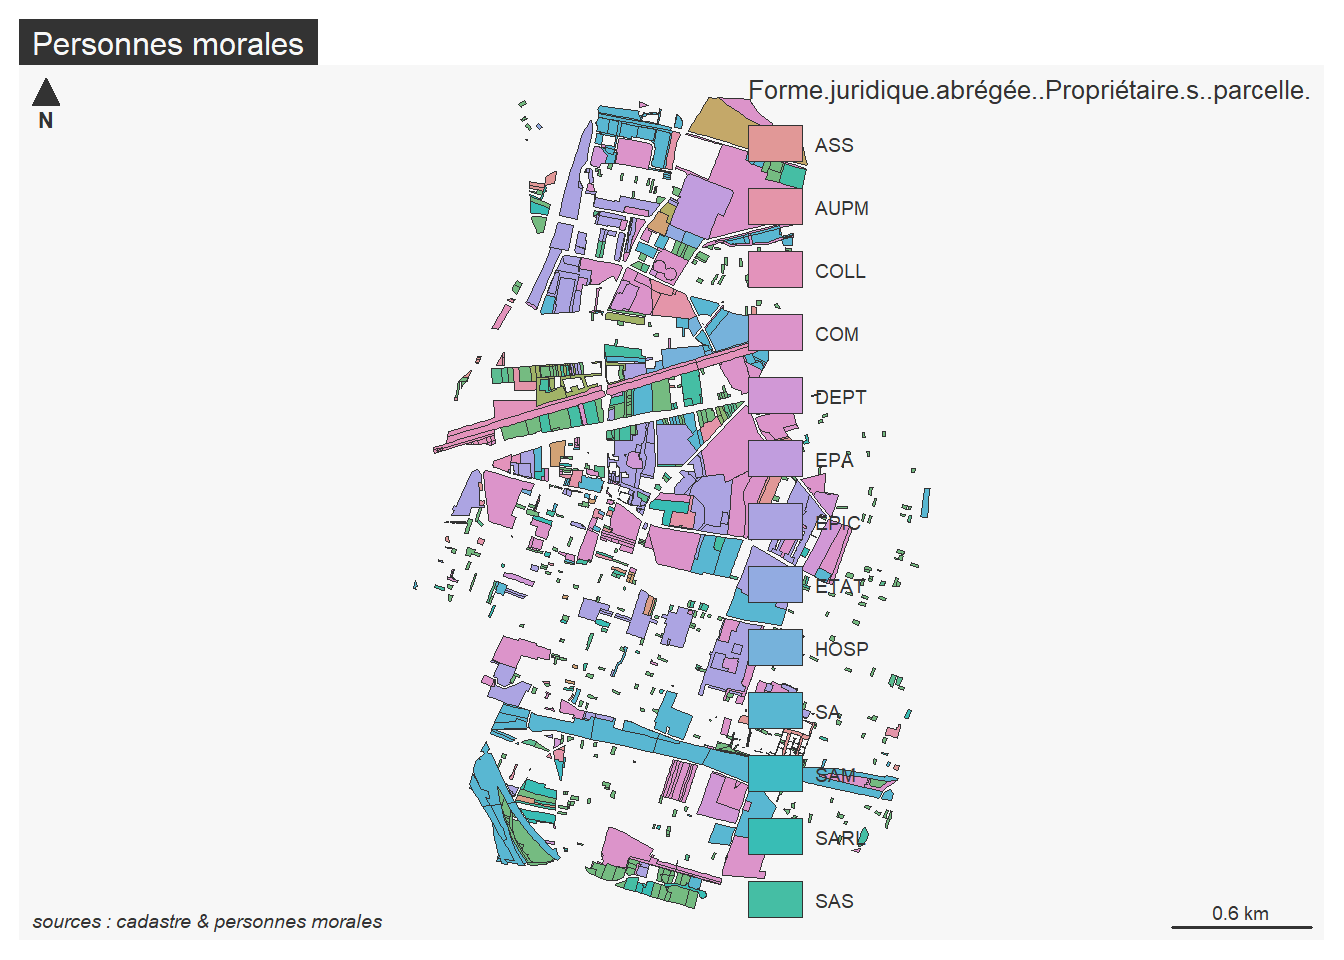 Personnes morales
N
Forme.juridique.abrégée..Propriétaire.s..parcelle.
ASS
AUPM
COLL
COM
DEPT
EPA
EPIC
ETAT
HOSP
SA
SAM
SARL
SAS
sources : cadastre & personnes morales
0.6 km